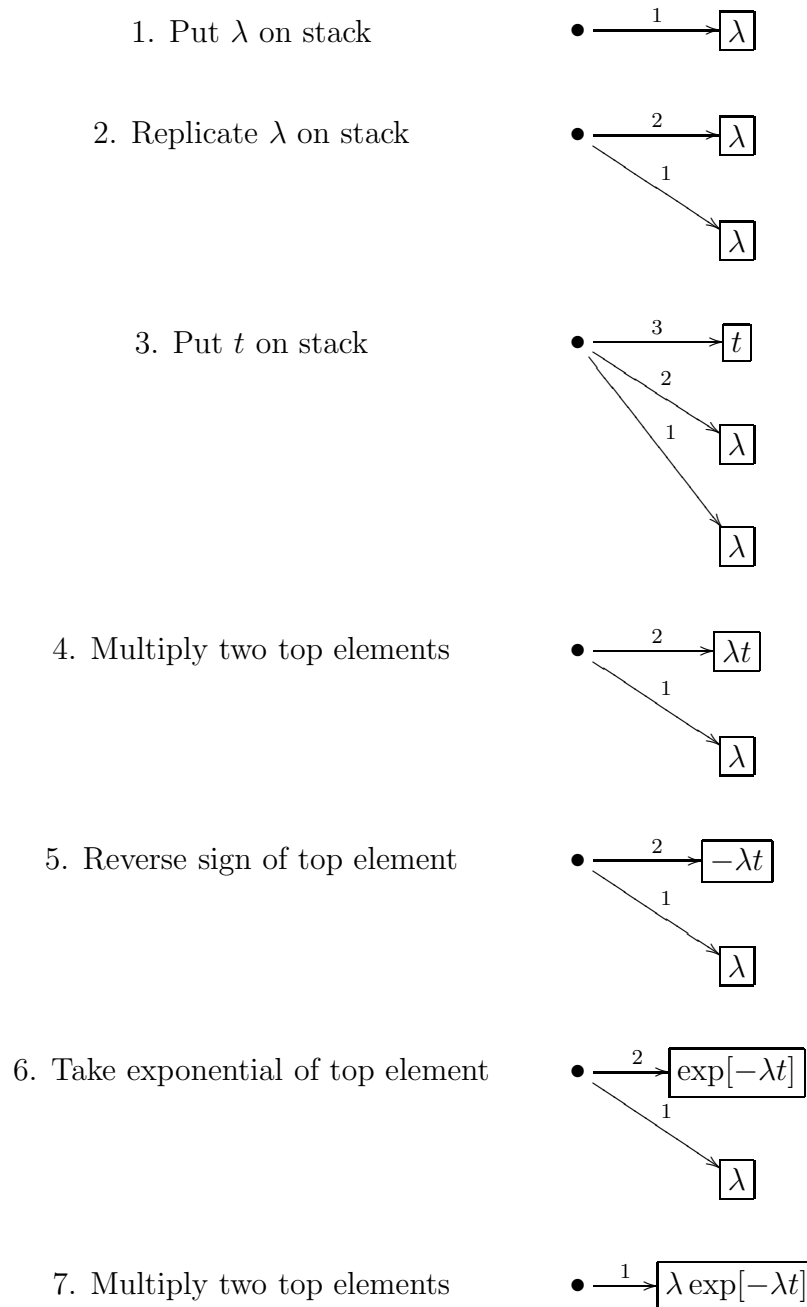 1. Put λ on stack 1 λ
2. Replicate λ on stack 2 λ
1
λ
3. Put t on stack 3 t
2
λ
1
λ
4. Multiply two top elements 2 λt
1
λ
5. Reverse sign of top element 2 −λt
1
λ
6. Take exponential of top element 2 exp[−λt]
1
λ
7. Multiply two top elements 1 λ exp[−λt]